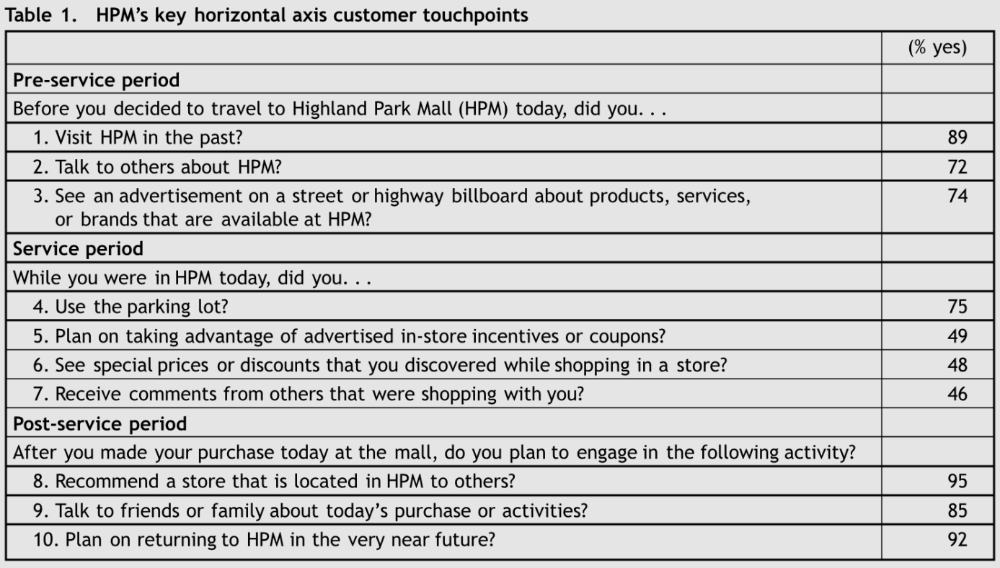 Table 1. HPM's key horizontal axis customer touchpoints
(% yes)
Pre-service period
Before you decided to travel to Highland Park Mall (HPM) today, did you. . .
1. Visit HPM in the past? 89
2. Talk to others about HPM? 72
3. See an advertisement on a street or highway billboard about products, services, 74
or brands that are available at HPM?
Service period
While you were in HPM today, did you. . .
4. Use the parking lot? 75
5. Plan on taking advantage of advertised in-store incentives or coupons? 49
6. See special prices or discounts that you discovered while shopping in a store? 48
7. Receive comments from others that were shopping with you? 46
Post-service period
After you made your purchase today at the mall, do you plan to engage in the following activity?
8. Recommend a store that is located in HPM to others? 95
9. Talk to friends or family about today's purchase or activities? 85
10. Plan on returning to HPM in the very near future? 92